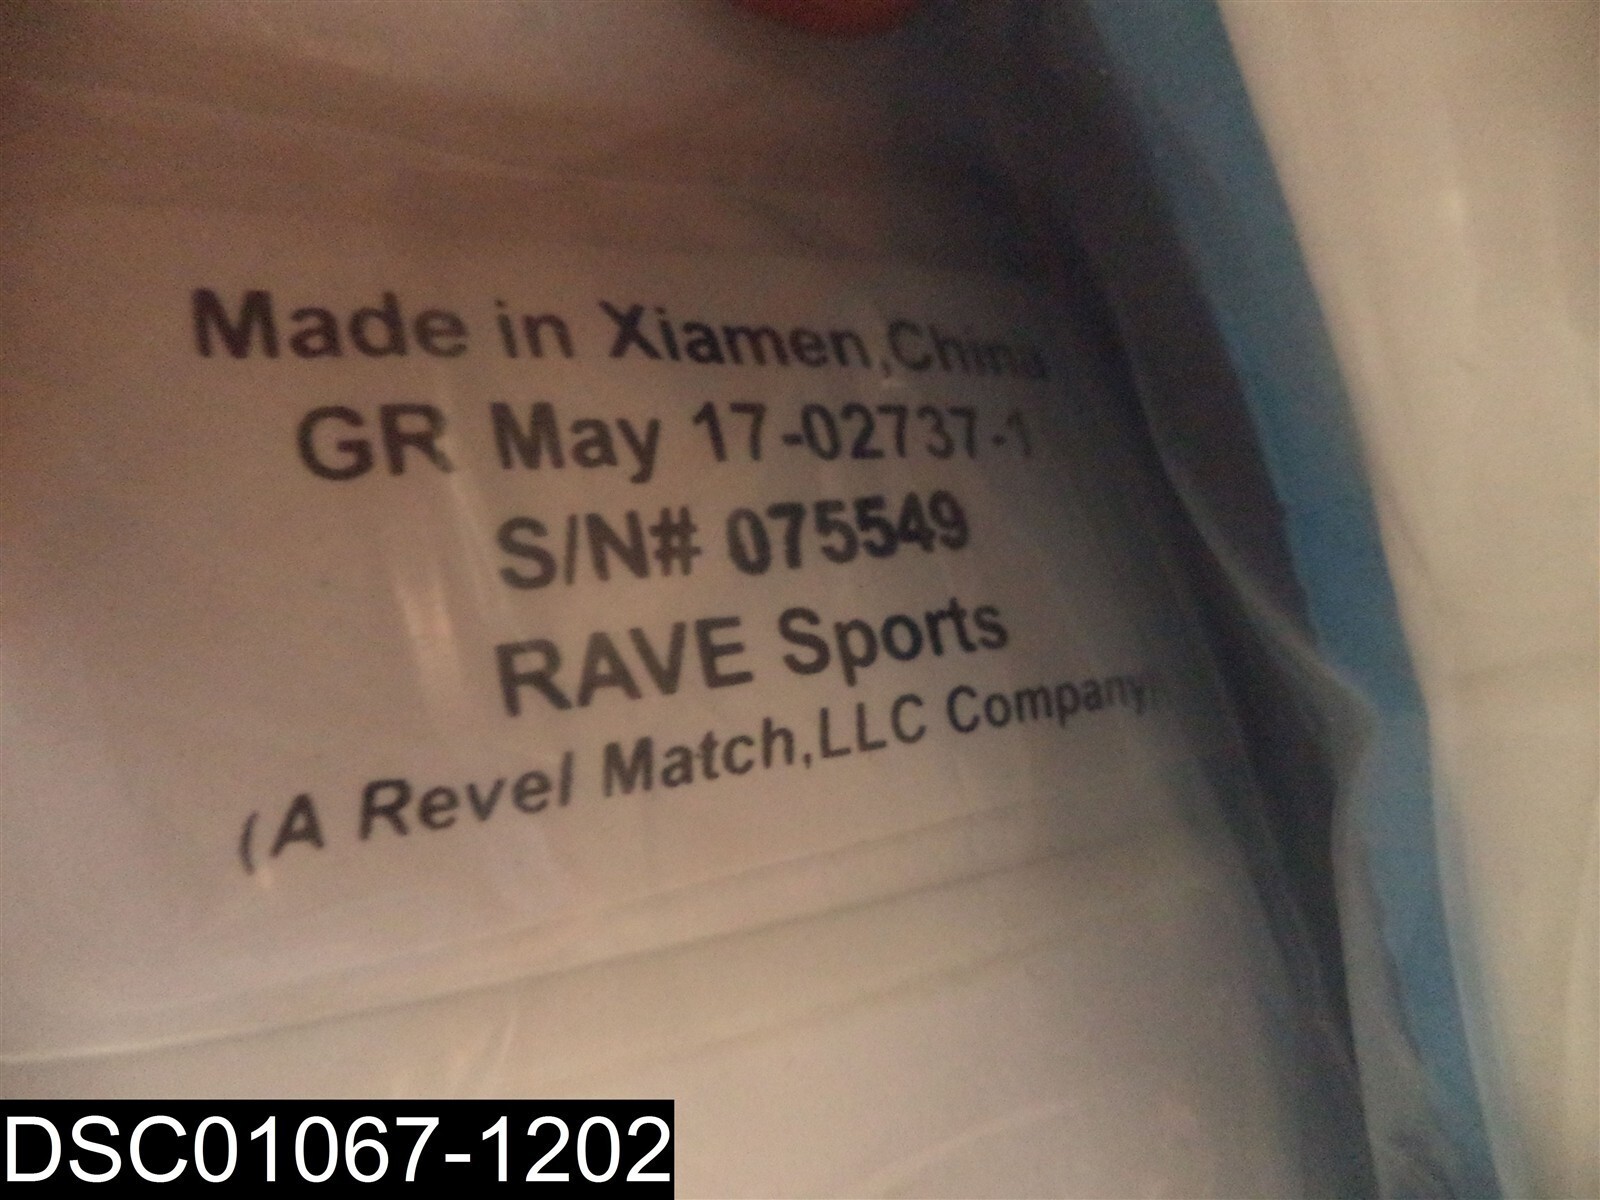 Made in Xiamen,China
GR May 17-02737-1
S/N# 075549
RAVE Sports
(A Revel Match,LLC Company)
DSC01067-1202